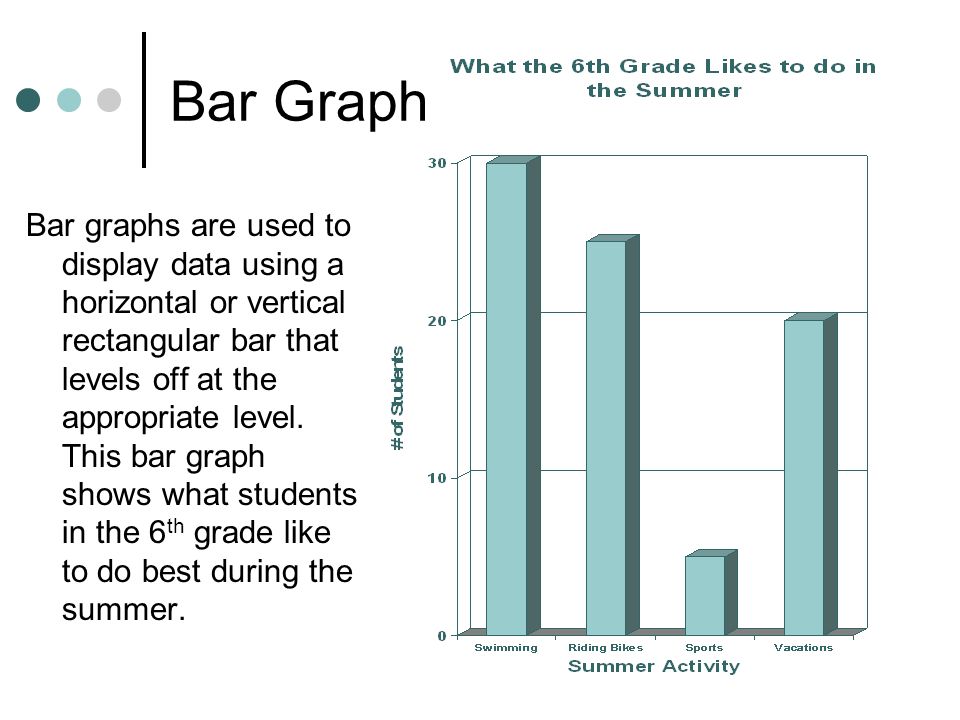 Bar Graph
Bar graphs are used to
display data using a
horizontal or vertical
rectangular bar that
levels off at the
appropriate level.
This bar graph
shows what students
in the 6th grade like
to do best during the
summer.
What the 6th Grade Likes to do in
the Summer
# of Students
30
20
10
0
Swimming Riding Bikes Sports Vacations
Summer Activity